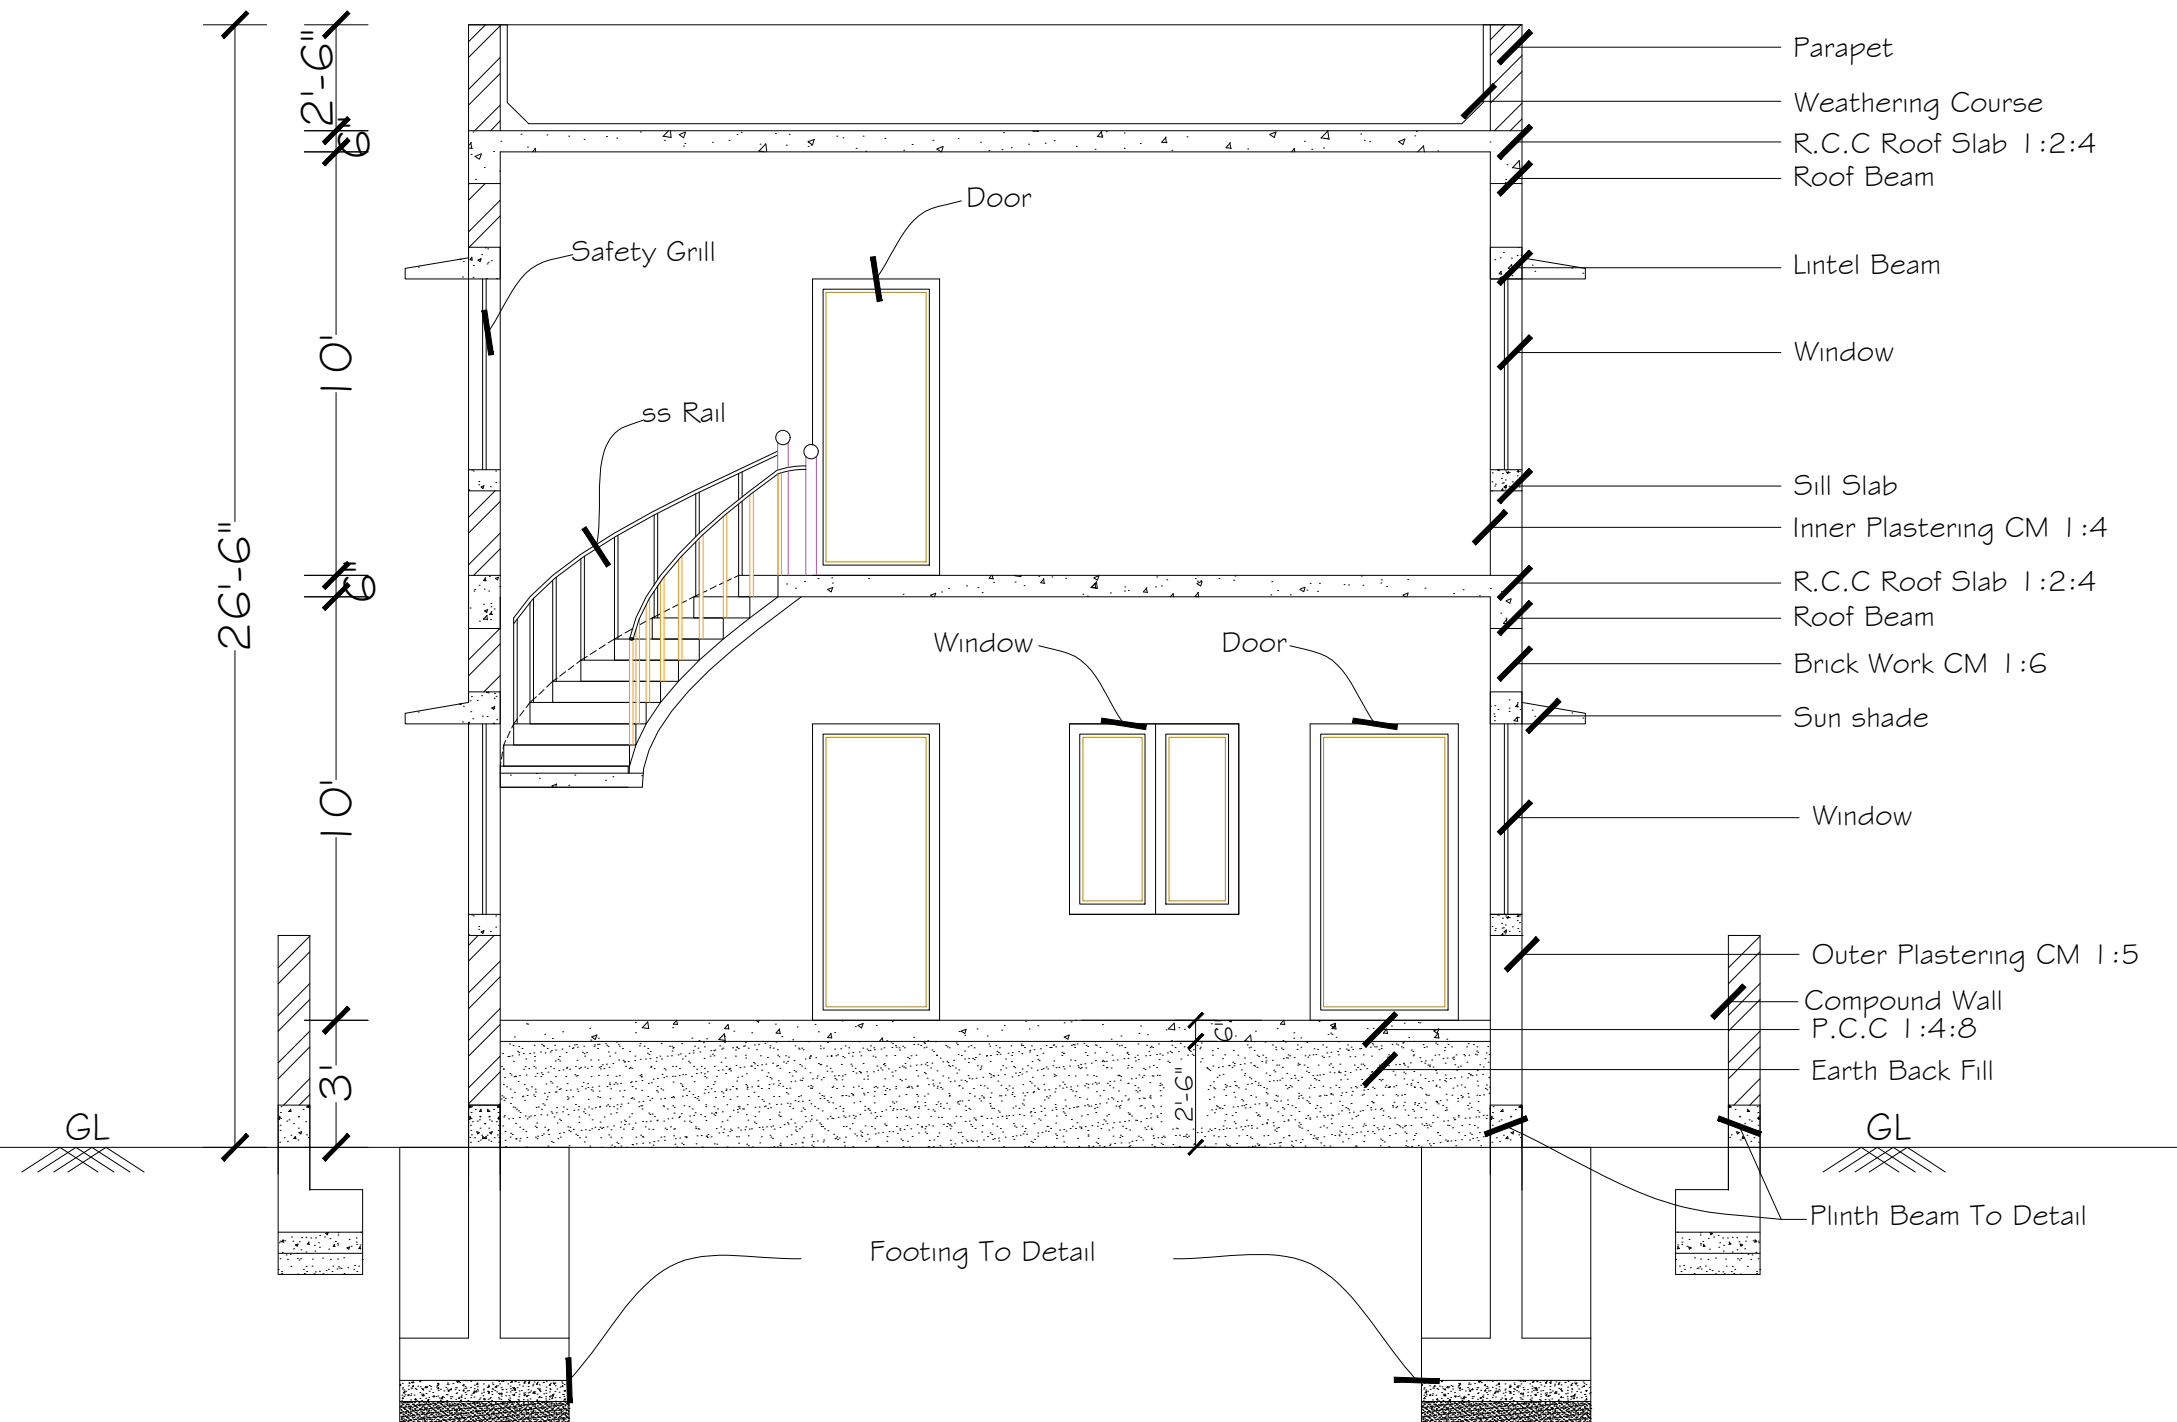 Parapet
2'-6"
Weathering Course
6"
R.C.C Roof Slab 1:2:4
Roof Beam
Door
Safety Grill
Lintel Beam
10'
Window
ss Rail
Sill Slab
Inner Plastering CM 1:4
26'-6"
6"
R.C.C Roof Slab 1:2:4
Roof Beam
Window
Door
Brick Work CM 1:6
Sun shade
10'
Window
Outer Plastering CM 1:5
Compound Wall
6"
P.C.C 1:4:8
3'
2'-6"
Earth Back Fill
GL
GL
Plinth Beam To Detail
Footing To Detail